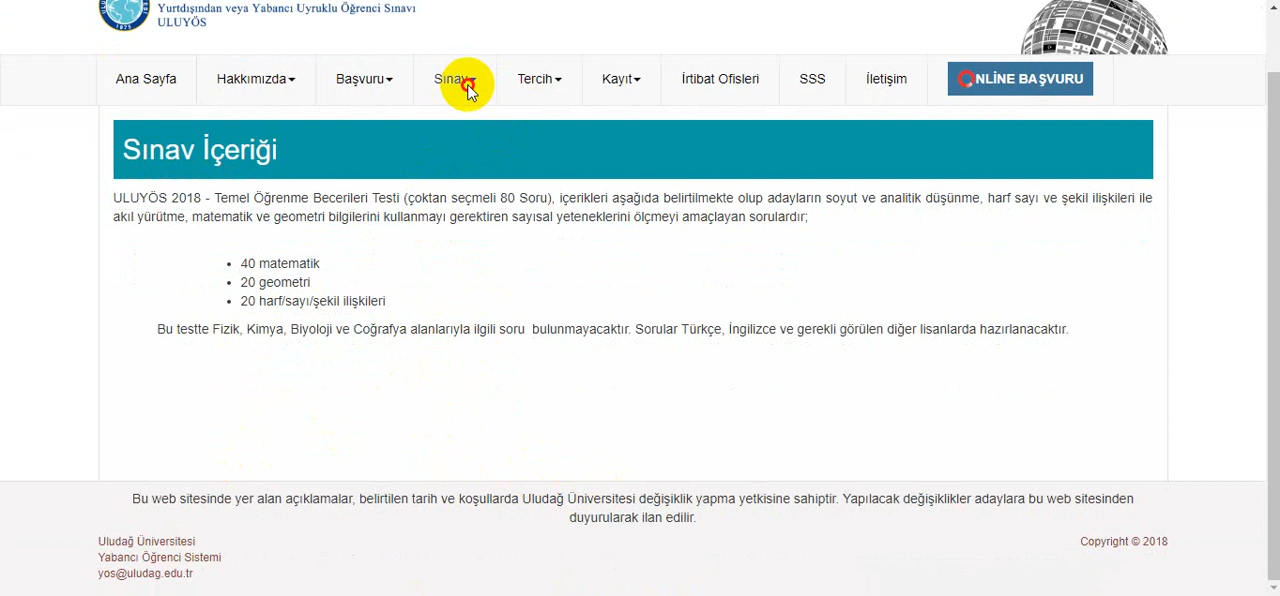 Yurtdışından veya Yabancı Uyruklu Öğrenci Sınavı
ULUYÖS
1975
Ana Sayfa Hakkımızda Başvuru Sınav Tercih Kayıt İrtibat Ofisleri SSS İletişim ONLİNE BAŞVURU
Sınav İçeriği
ULUYÖS 2018 - Temel Öğrenme Becerileri Testi (çoktan seçmeli 80 Soru), içerikleri aşağıda belirtilmekte olup adayların soyut ve analitik düşünme, harf sayı ve şekil ilişkileri ile
akıl yürütme, matematik ve geometri bilgilerini kullanmayı gerektiren sayısal yeteneklerini ölçmeyi amaçlayan sorulardır;
• 40 matematik
• 20 geometri
• 20 harf/sayı/şekil ilişkileri
Bu testte Fizik, Kimya, Biyoloji ve Coğrafya alanlarıyla ilgili soru bulunmayacaktır. Sorular Türkçe, İngilizce ve gerekli görülen diğer lisanlarda hazırlanacaktır.
Bu web sitesinde yer alan açıklamalar, belirtilen tarih ve koşullarda Uludağ Üniversitesi değişiklik yapma yetkisine sahiptir. Yapılacak değişiklikler adaylara bu web sitesinden
duyurularak ilan edilir.
Uludağ Üniversitesi Copyright © 2018
Yabancı Öğrenci Sistemi
yos@uludag.edu.tr